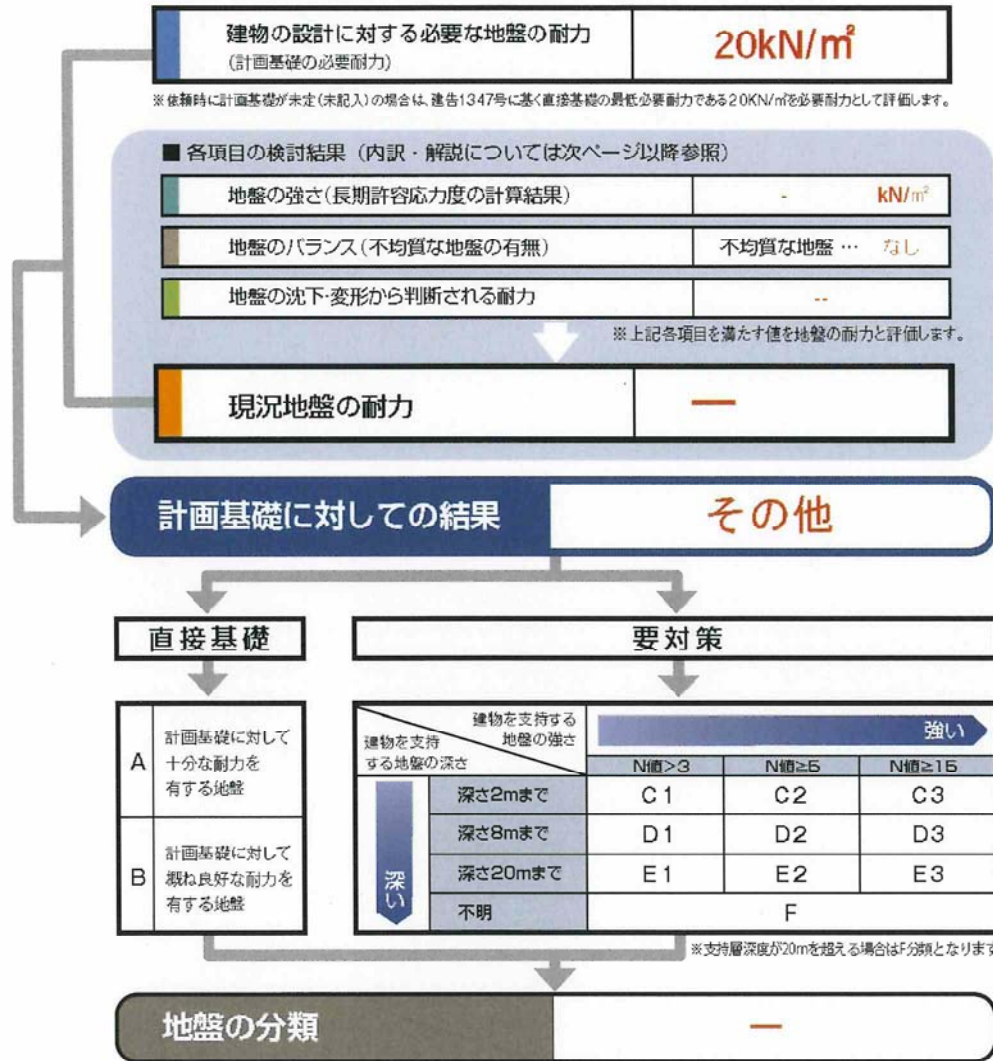 建物の設計に対する必要な地盤の耐力
(計画基礎の必要耐力)
20kN/㎡
※依頼時に計画基礎が未定(未記入)の場合は、建告1347号に基く直接基礎の最低必要耐力である20KN/㎡を必要耐力として評価します。
■ 各項目の検討結果（内訳・解説については次ページ以降参照）
地盤の強さ(長期許容応力度の計算結果)
- kN/㎡
地盤のバランス(不均質な地盤の有無)
不均質な地盤 … なし
地盤の沈下・変形から判断される耐力
--
※上記各項目を満たす値を地盤の耐力と評価します。
現況地盤の耐力
—
計画基礎に対しての結果
その他
直接基礎
要対策
A
計画基礎に対して
十分な耐力を
有する地盤
B
計画基礎に対して
概ね良好な耐力を
有する地盤
建物を支持する
地盤の強さ
建物を支持
する地盤の深さ
強い
N値>3 N値≥5 N値≥15
深い
深さ2mまで C1 C2 C3
深さ8mまで D1 D2 D3
深さ20mまで E1 E2 E3
不明 F
※支持層深度が20mを超える場合はF分類となります
地盤の分類
—